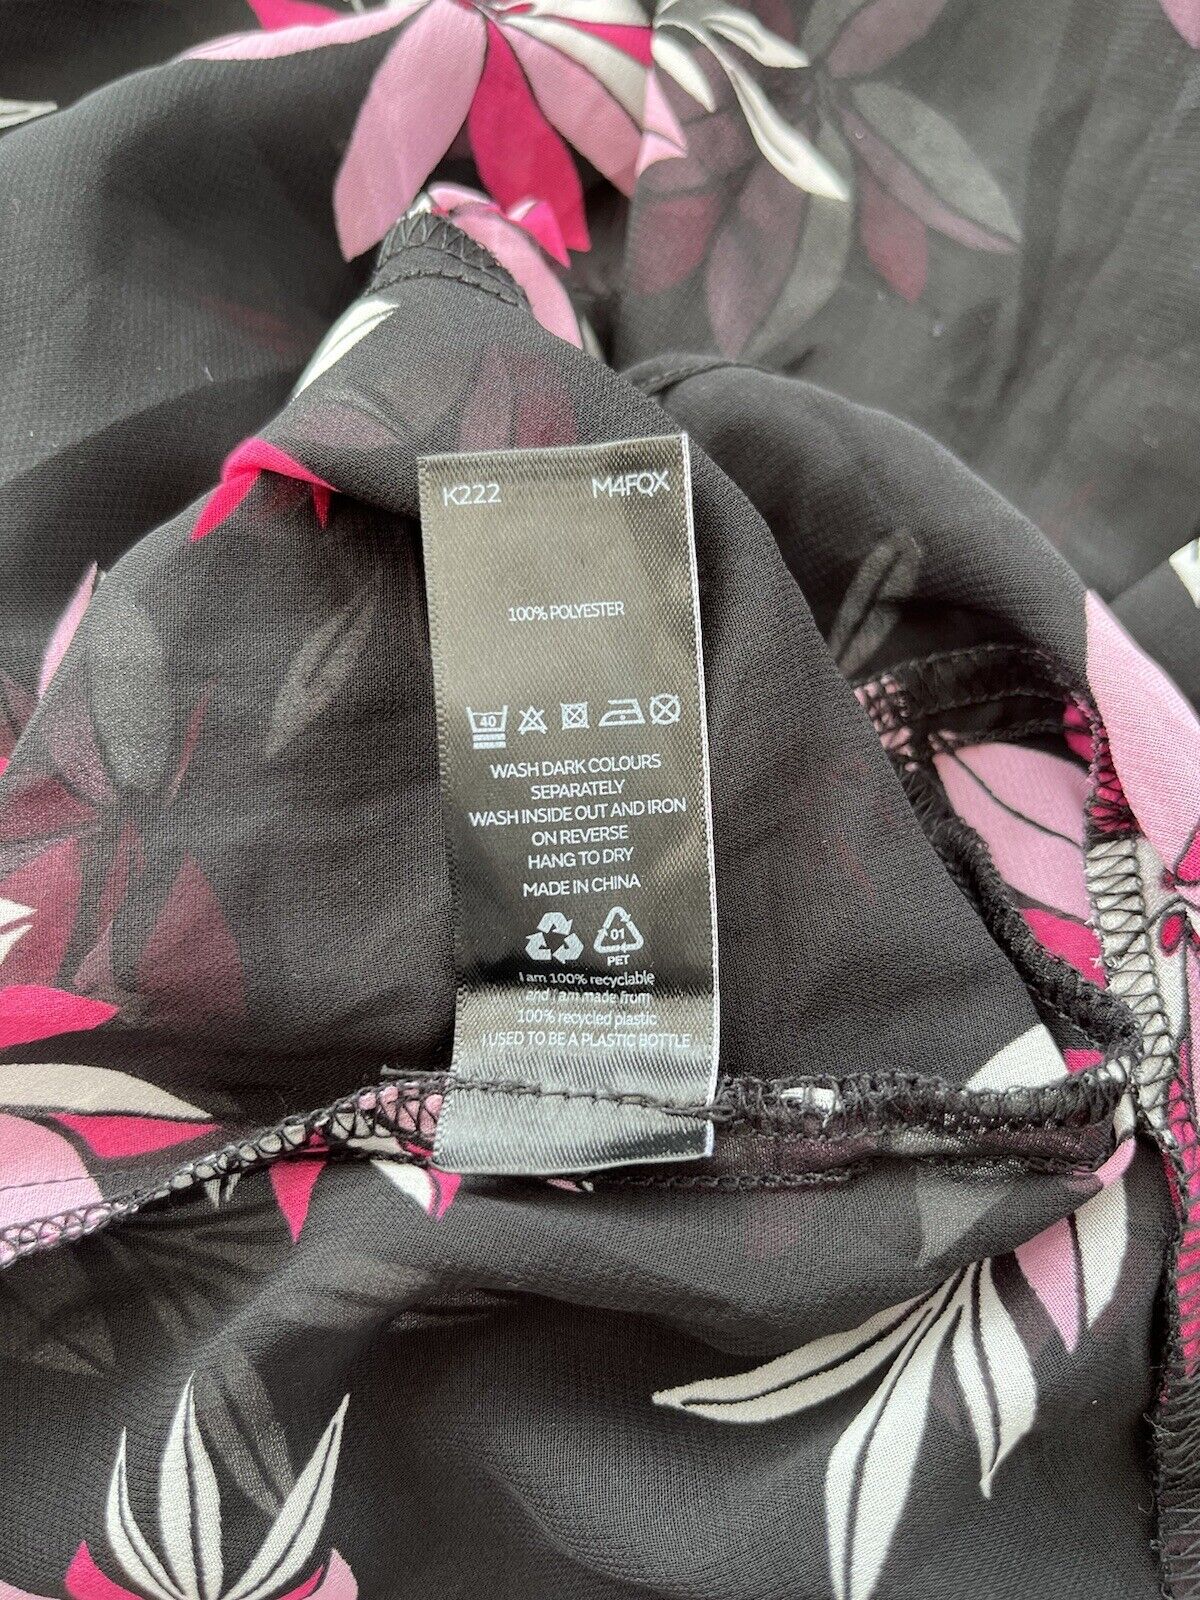 K222 M4FQX
100% POLYESTER
40
WASH DARK COLOURS
SEPARATELY
WASH INSIDE OUT AND IRON
ON REVERSE
HANG TO DRY
MADE IN CHINA
01
PET
I am 100% recyclable
and I am made from
100% recycled plastic
I USED TO BE A PLASTIC BOTTLE